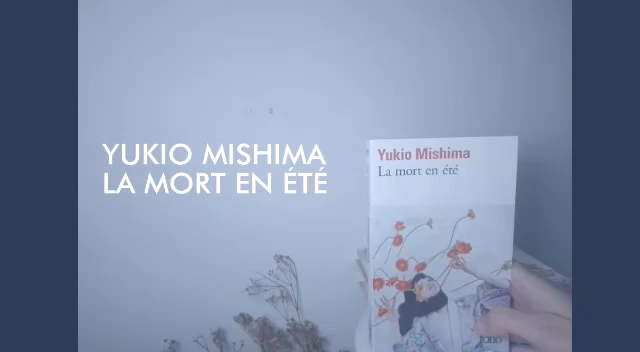 YUKIO MISHIMA
LA MORT EN ÉTÉ
Yukio Mishima
La mort en été
folio